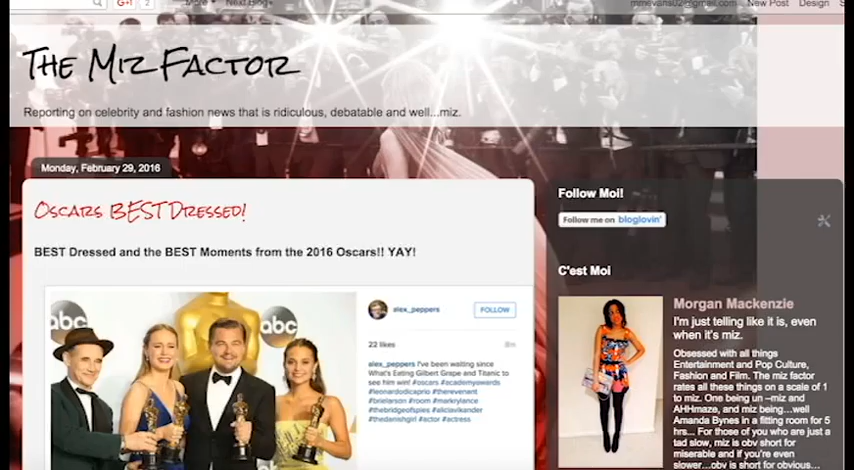 G+1 2 More Next Blog» mmevans02@gmail.com New Post Design
The Miz Factor
Reporting on celebrity and fashion news that is ridiculous, debatable and well...miz.
Monday, February 29, 2016
Oscars BEST Dressed!
BEST Dressed and the BEST Moments from the 2016 Oscars!! YAY!
abc
abc
alex_peppers
FOLLOW
22 likes
alex_peppers I've been waiting since
What's Eating Gilbert Grape and Titanic to
see him win! #oscars #academyawards
#leonardodicaprio #therevenant
#brielarson #room #markrylance
#thebridgeofspies #aliciavikander
#thedanishgirl #actor #actress
Follow Moi!
Follow me on bloglovin'
C'est Moi
Morgan Mackenzie
I'm just telling like it is, even
when it's miz.
Obsessed with all things
Entertainment and Pop Culture,
Fashion and Film. The miz factor
rates all these things on a scale of 1
to miz. One being un –miz and
AHHmaze, and miz being...well
Amanda Bynes in a fitting room for 5
hrs... For those of you who are just a
tad slow, miz is obv short for
miserable and if you're even
slower...obv is short for obvious...